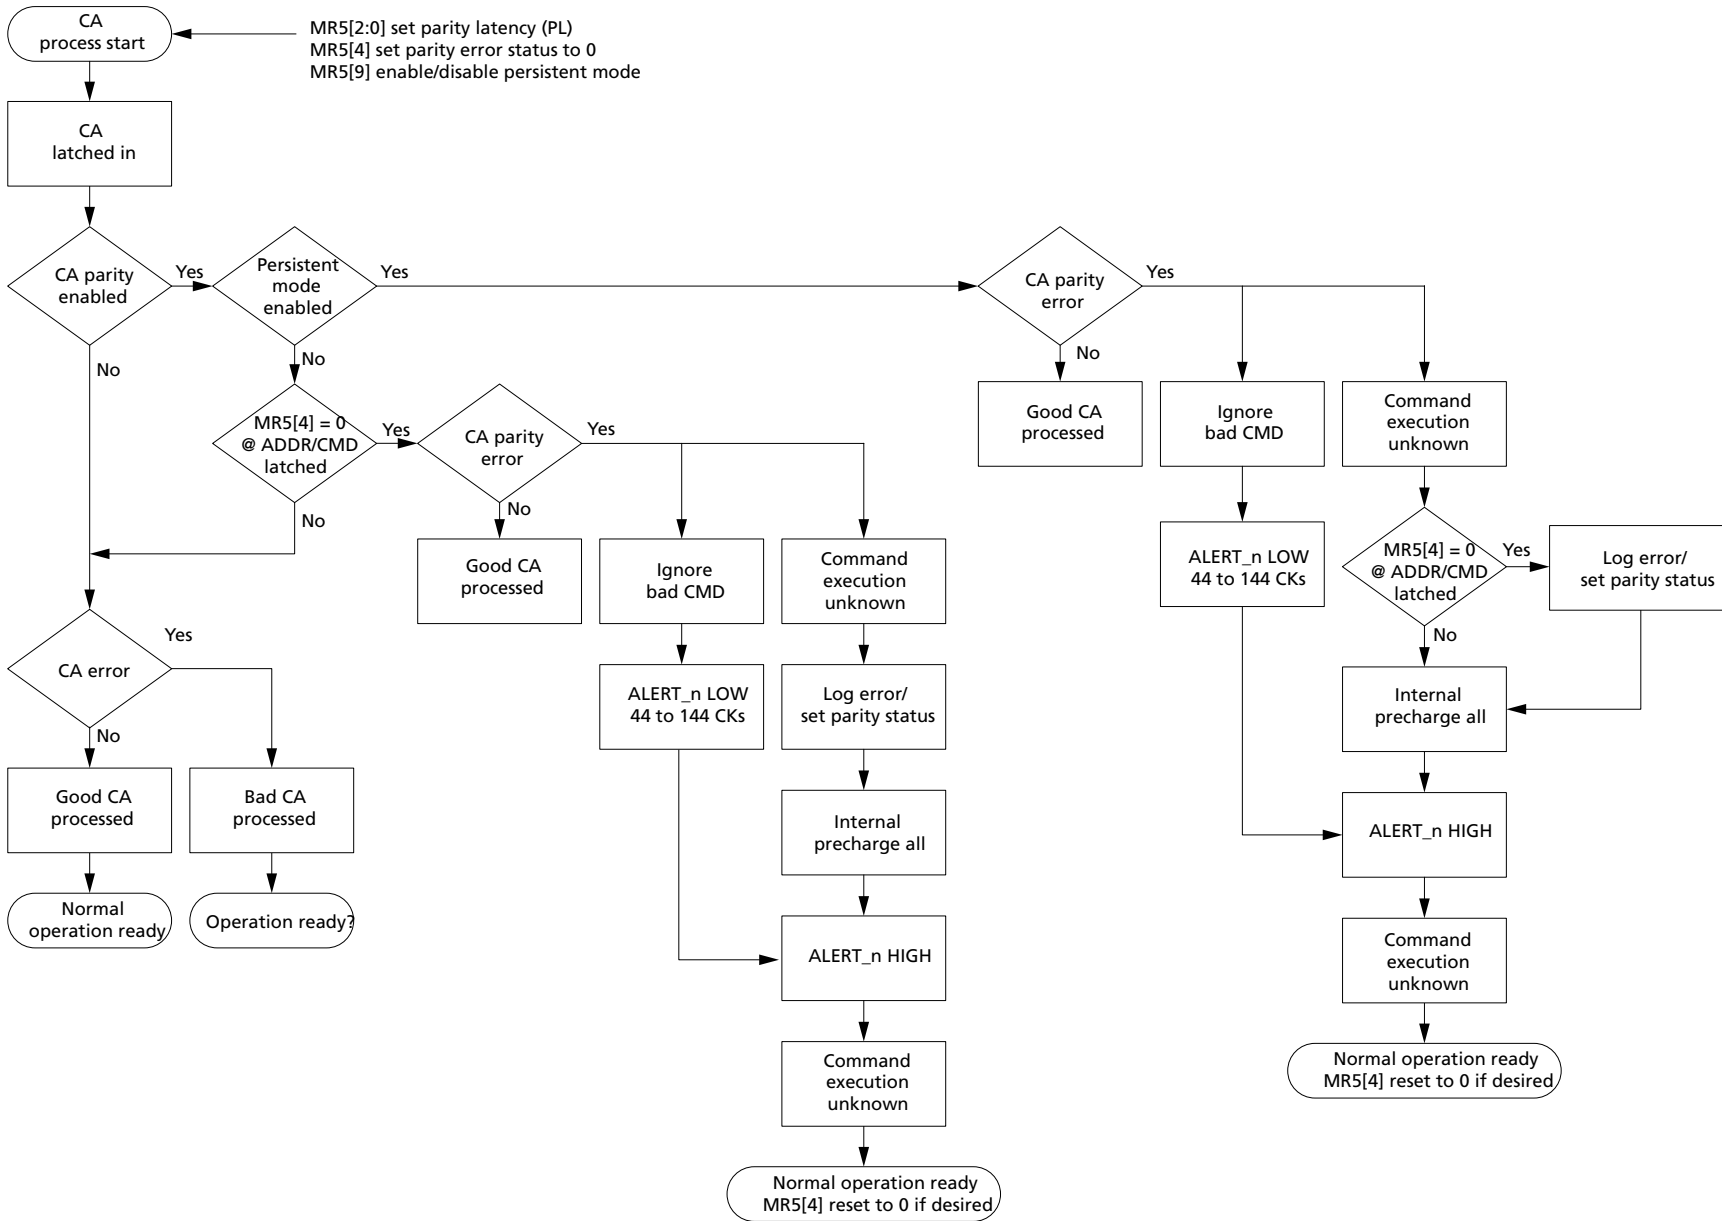 CA
process start
MR5[2:0] set parity latency (PL)
MR5[4] set parity error status to 0
MR5[9] enable/disable persistent mode
CA
latched in
CA parity
enabled
Yes
No
Persistent
mode
enabled
Yes
No
CA parity
error
Yes
No
Good CA
processed
Ignore
bad CMD
Command
execution
unknown
MR5[4] = 0
@ ADDR/CMD
latched
Yes
No
CA parity
error
Yes
No
Good CA
processed
Ignore
bad CMD
Command
execution
unknown
ALERT_n LOW
44 to 144 CKs
MR5[4] = 0
@ ADDR/CMD
latched
Yes
No
Log error/
set parity status
CA error
Yes
No
ALERT_n LOW
44 to 144 CKs
Log error/
set parity status
Internal
precharge all
Good CA
processed
Bad CA
processed
Internal
precharge all
ALERT_n HIGH
Normal
operation ready
Operation ready?
ALERT_n HIGH
Command
execution
unknown
Command
execution
unknown
Normal operation ready
MR5[4] reset to 0 if desired
Normal operation ready
MR5[4] reset to 0 if desired